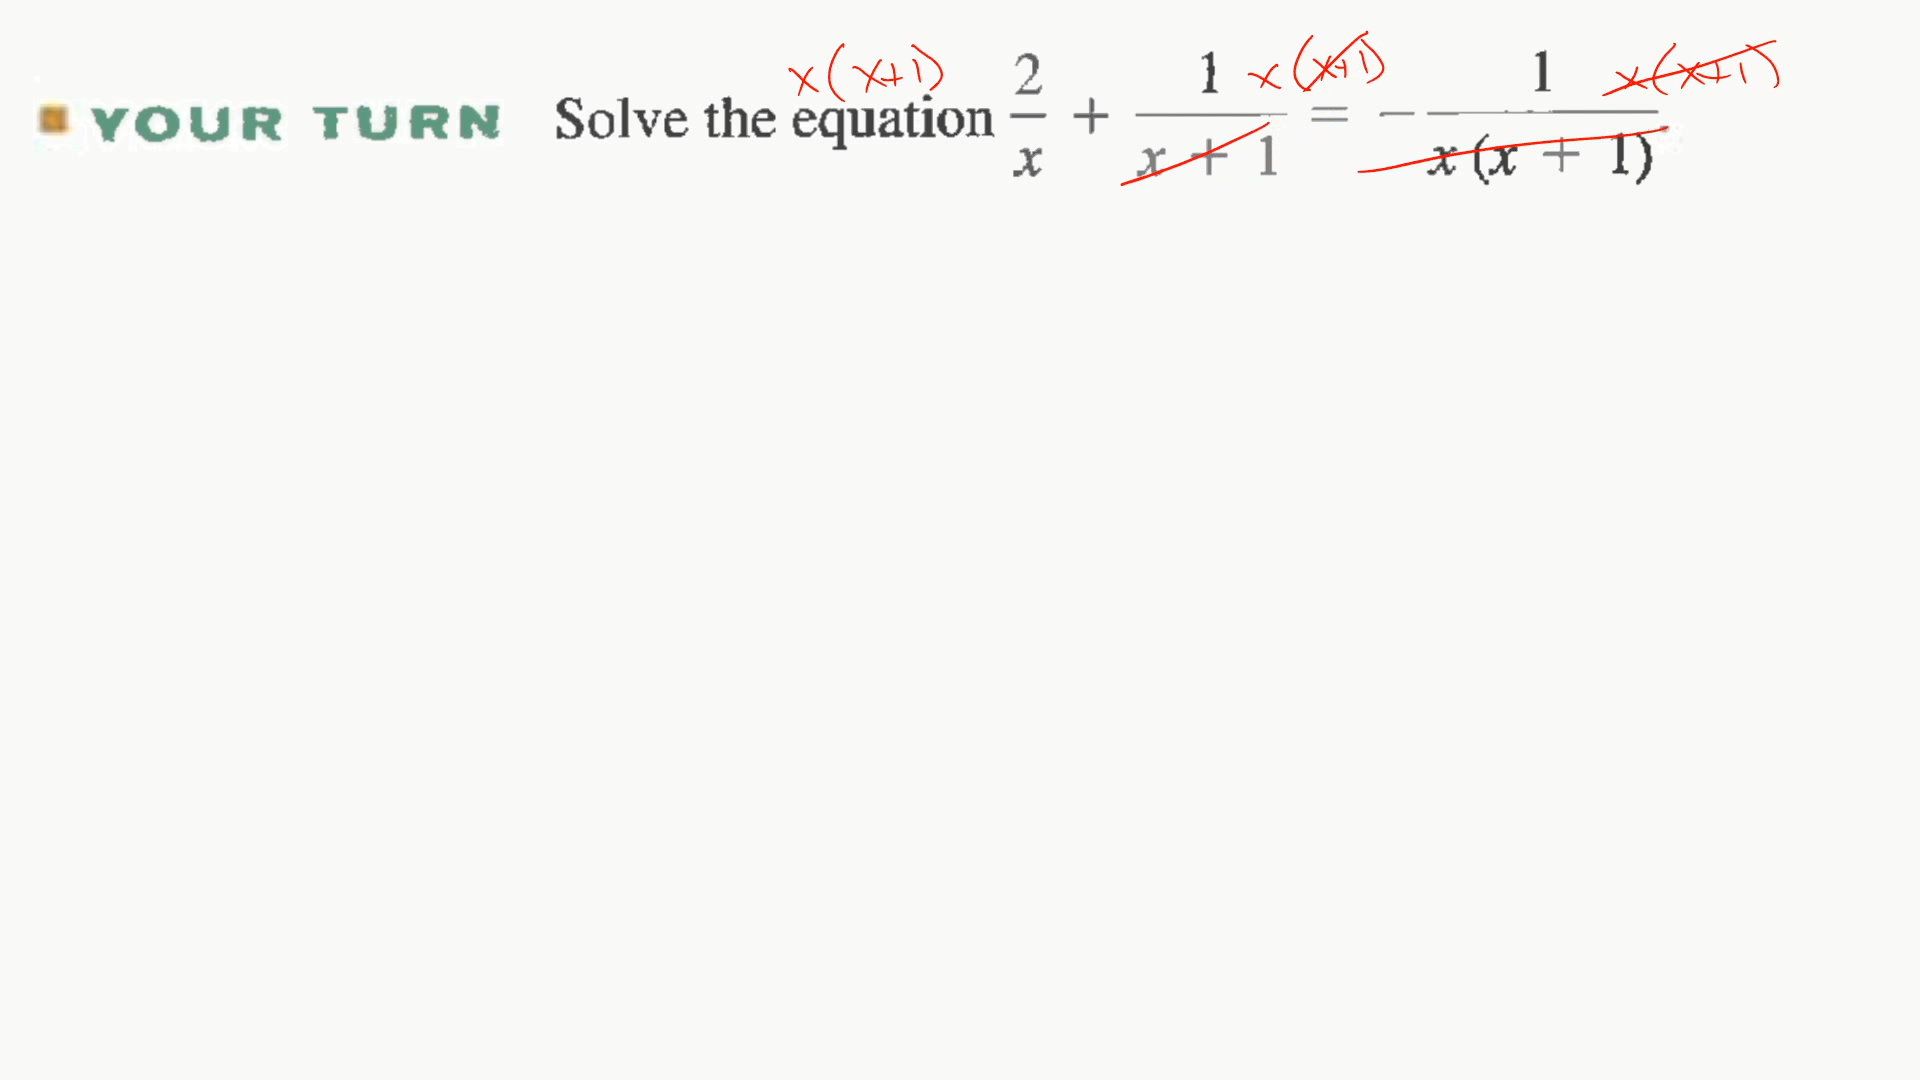 x(x+1) x(x+1) x(x+1)
YOUR TURN Solve the equation 2/x + 1/(x + 1) = -1/(x(x + 1)).